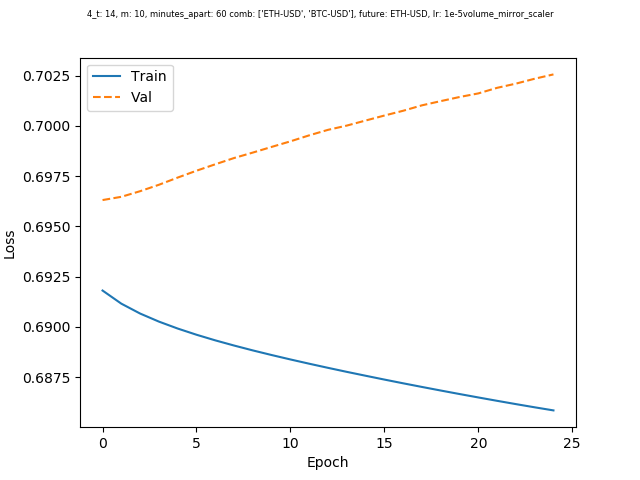 4_t: 14, m: 10, minutes_apart: 60 comb: ['ETH-USD', 'BTC-USD'], future: ETH-USD, lr: 1e-5volume_mirror_scaler
Train
Val
0.7025
0.7000
0.6975
0.6950
0.6925
0.6900
0.6875
Loss
0 5 10 15 20 25
Epoch